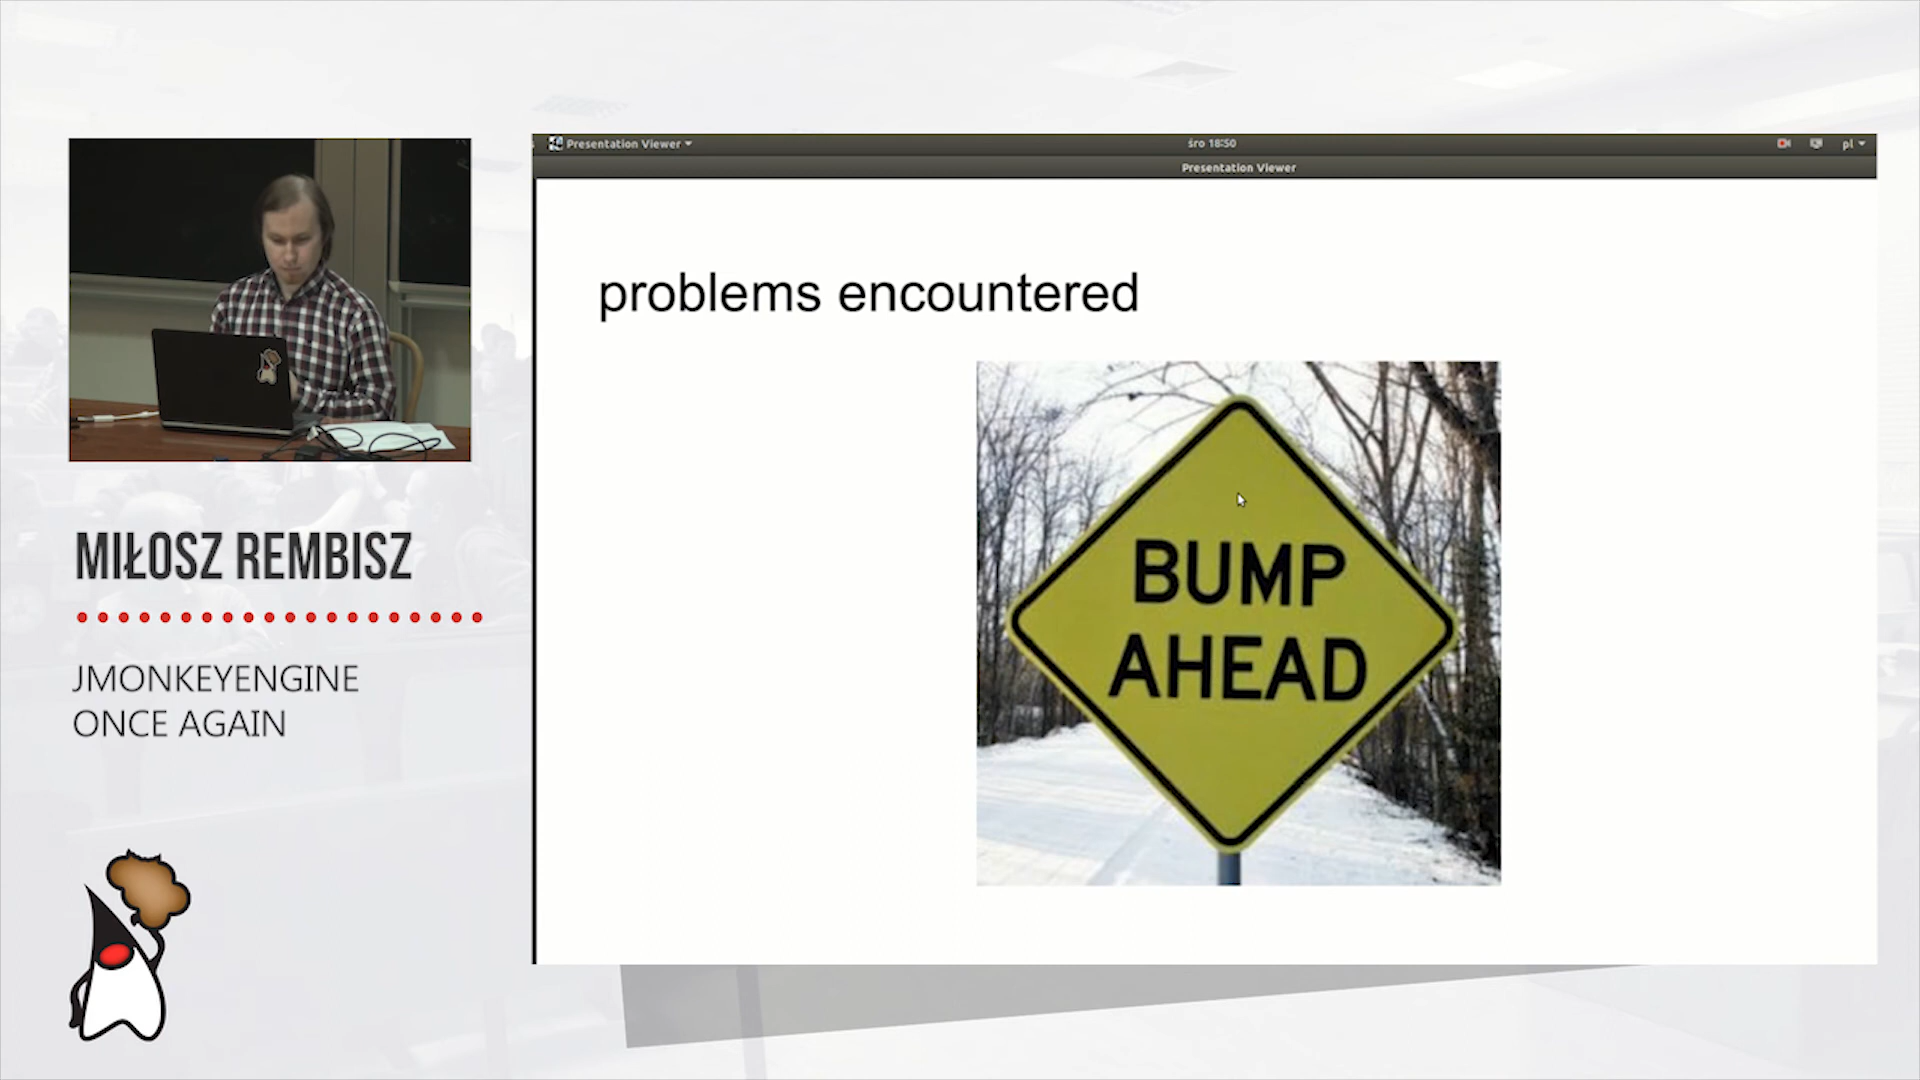 Presentation Viewer
śro 18:50
pl
Presentation Viewer
problems encountered
BUMP
AHEAD
MIŁOSZ REMBISZ
JMONKEYENGINE
ONCE AGAIN